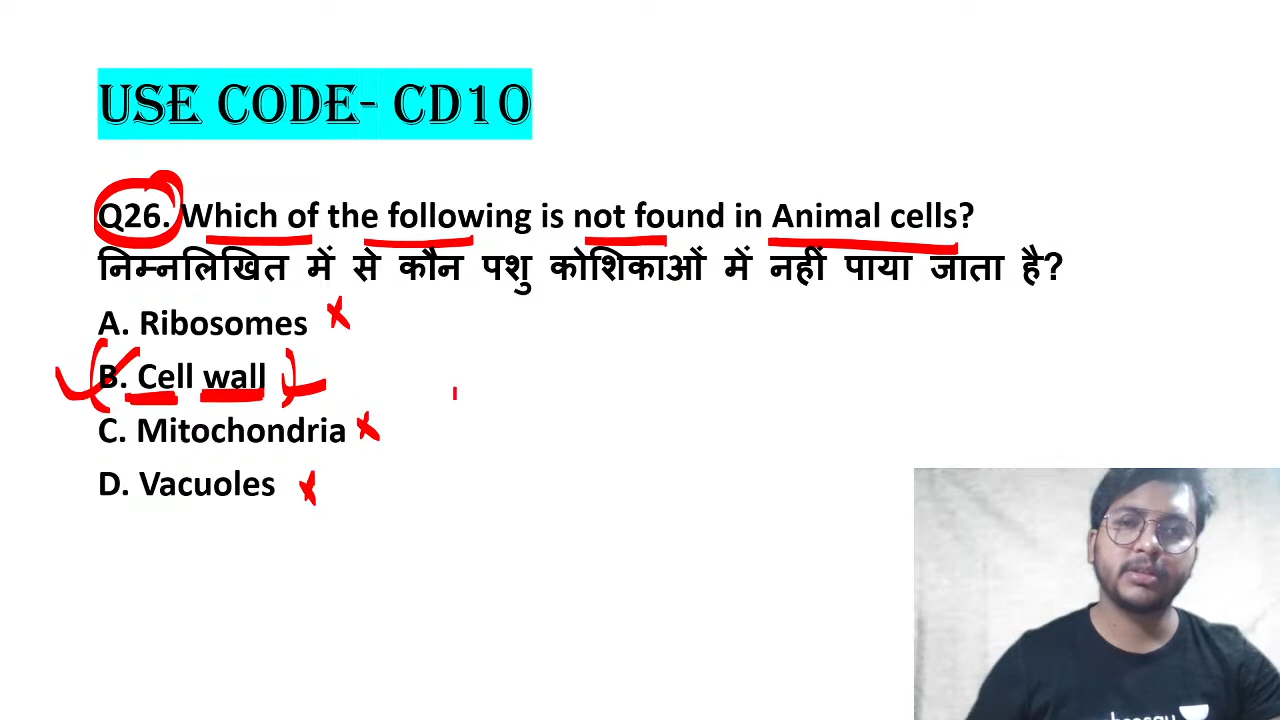 USE CODE- CD10
Q26. Which of the following is not found in Animal cells?
निम्नलिखित में से कौन पशु कोशिकाओं में नहीं पाया जाता है?
A. Ribosomes
B. Cell wall
C. Mitochondria
D. Vacuoles